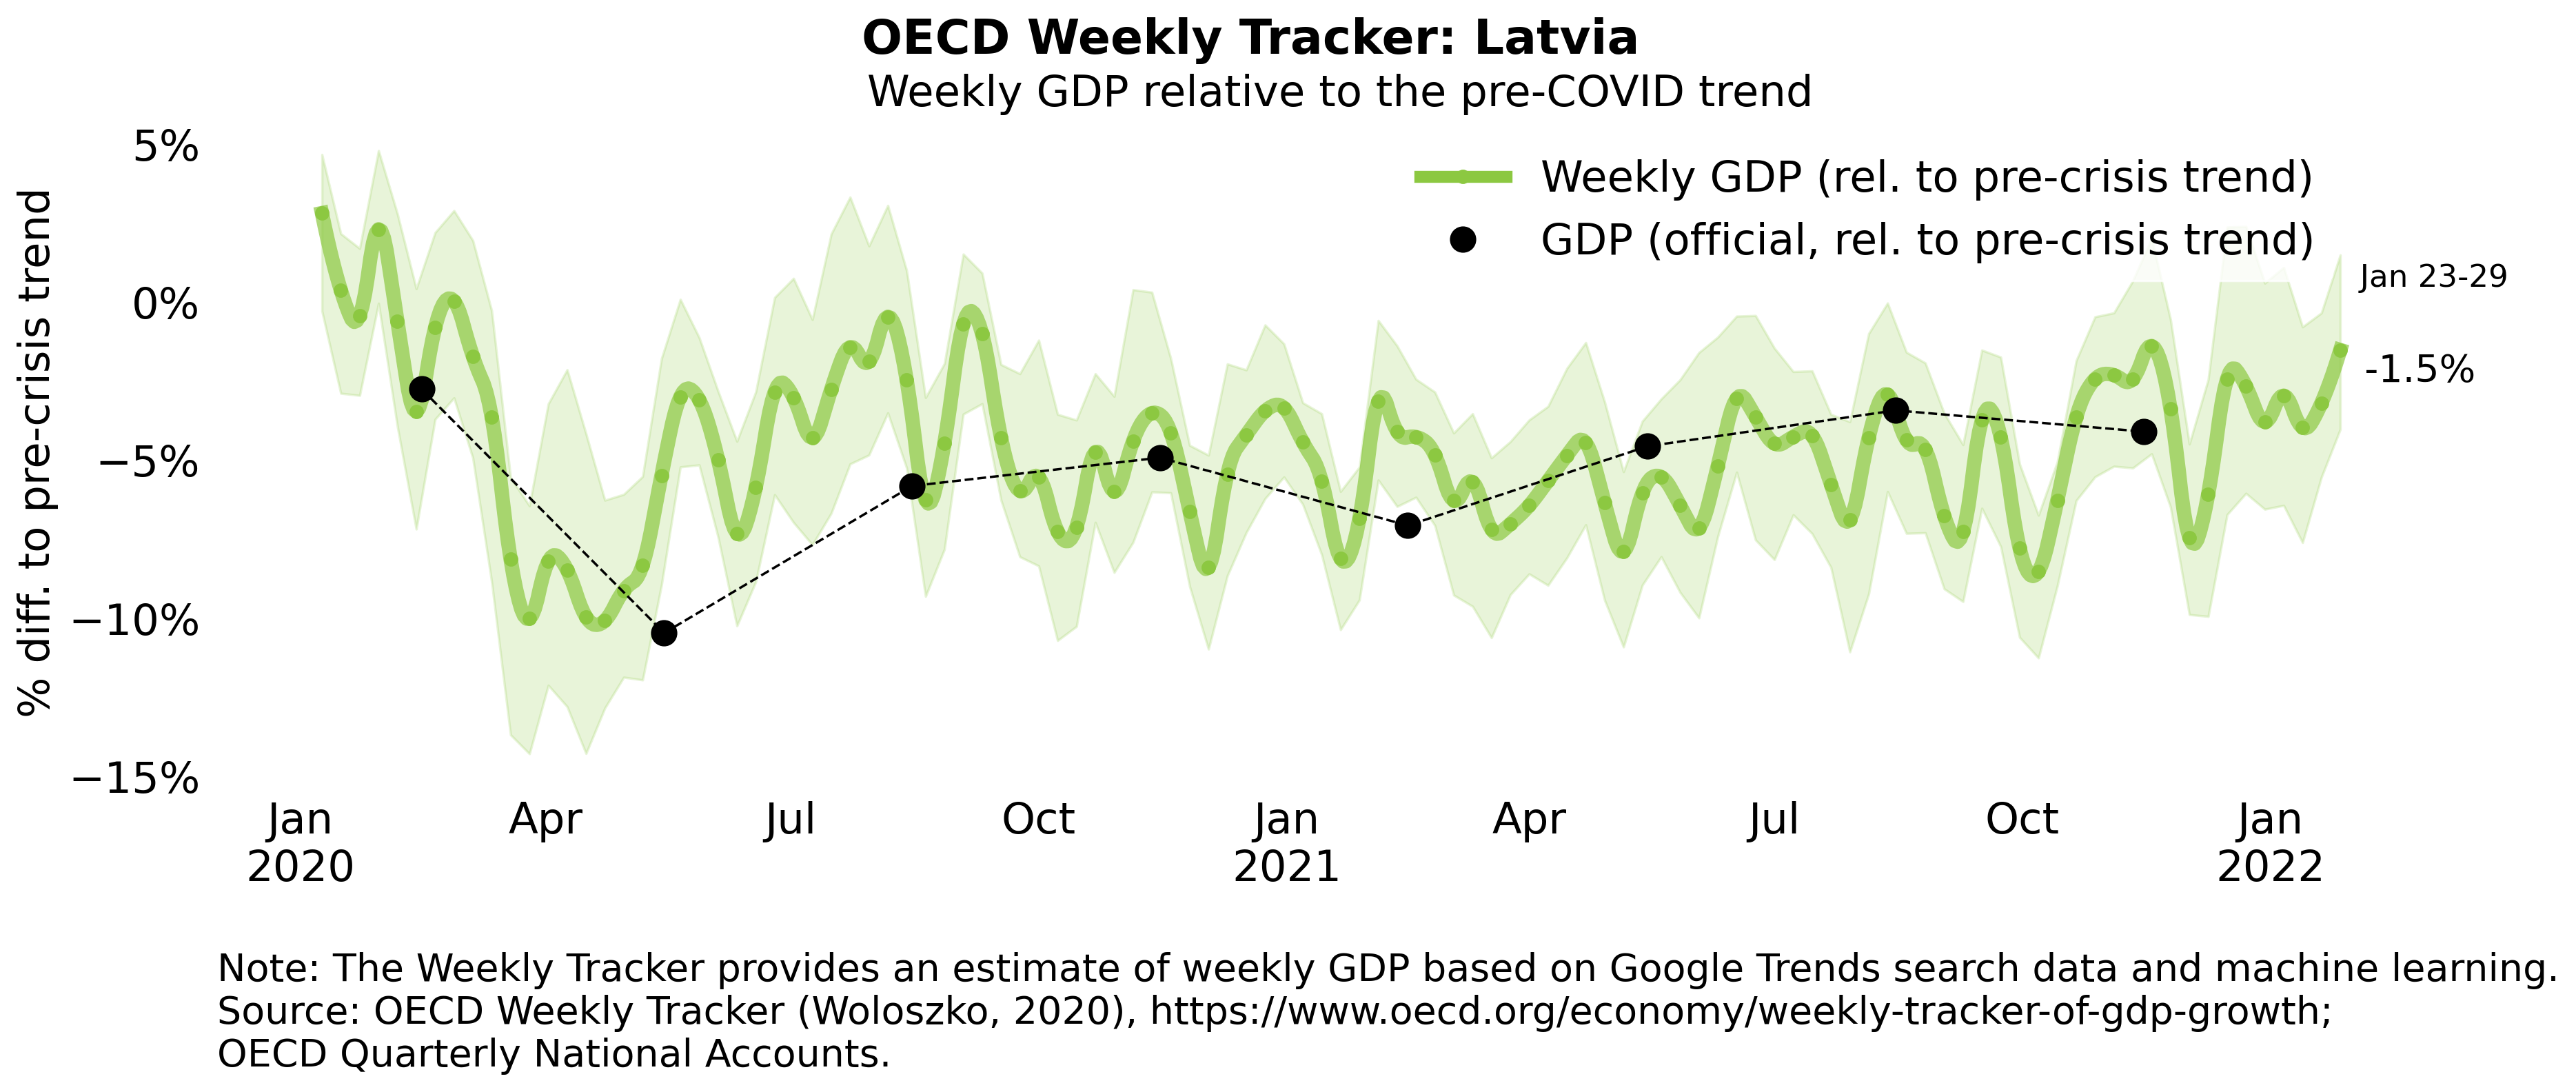 OECD Weekly Tracker: Latvia
Weekly GDP relative to the pre-COVID trend
% diff. to pre-crisis trend
5%
0%
−5%
−10%
−15%
Weekly GDP (rel. to pre-crisis trend)
GDP (official, rel. to pre-crisis trend)
Jan 23-29
-1.5%
Jan Apr Jul Oct Jan Apr Jul Oct Jan
2020 2021 2022
Note: The Weekly Tracker provides an estimate of weekly GDP based on Google Trends search data and machine learning.
Source: OECD Weekly Tracker (Woloszko, 2020), https://www.oecd.org/economy/weekly-tracker-of-gdp-growth;
OECD Quarterly National Accounts.